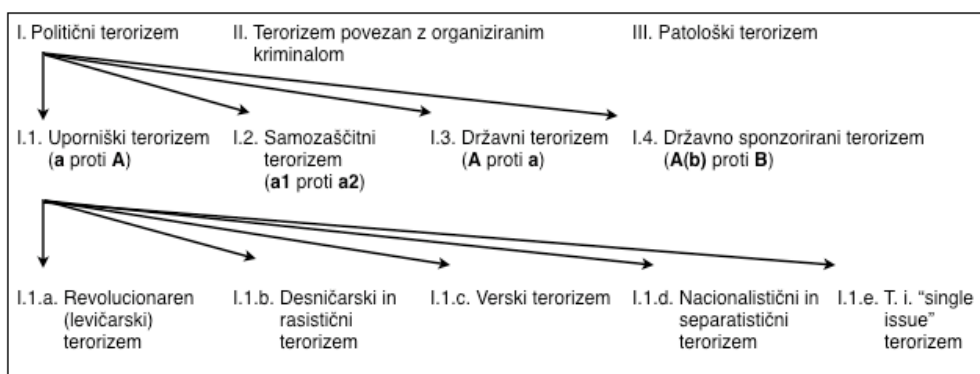 I. Politični terorizem
II. Terorizem povezan z organiziranim
kriminalom
III. Patološki terorizem
I.1. Uporniški terorizem
(a proti A)
I.2. Samozaščitni
terorizem
(a1 proti a2)
I.3. Državni terorizem
(A proti a)
I.4. Državno sponzorirani terorizem
(A(b) proti B)
I.1.a. Revolucionaren
(levičarski)
terorizem
I.1.b. Desničarski in
rasistični
terorizem
I.1.c. Verski terorizem
I.1.d. Nacionalistični in
separatistični
terorizem
I.1.e. T. i. “single
issue”
terorizem